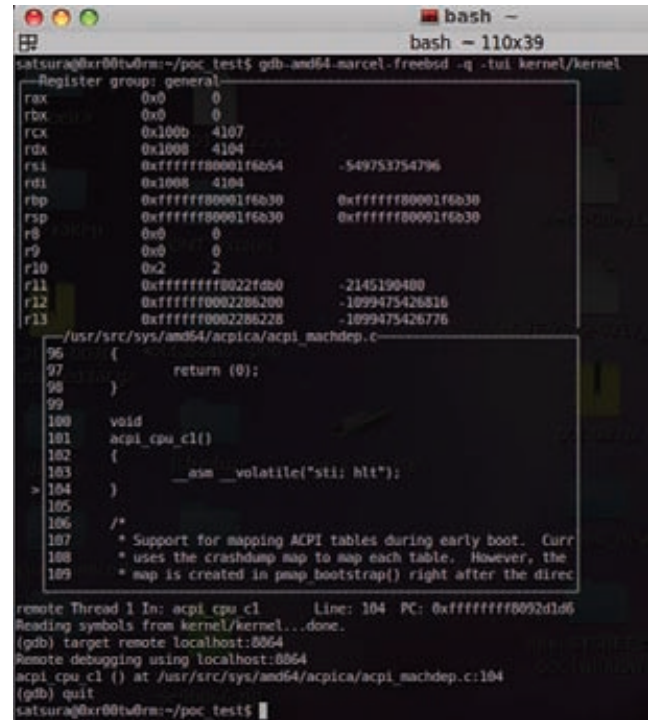 bash –
bash – 110x39
satsura@0xr00tw0rm:~/poc_test$ gdb-amd64-marcel-freebsd -q -tui kernel/kernel
Register group: general
rax 0x0 0
rbx 0x0 0
rcx 0x100b 4107
rdx 0x1008 4104
rsi 0xffffff80001f6b54 -549753754796
rdi 0x1008 4104
rbp 0xffffff80001f6b30 0xffffff80001f6b30
rsp 0xffffff80001f6b30 0xffffff80001f6b30
r8 0x0 0
r9 0x0 0
r10 0x2 2
r11 0xffffffff8022fdb0 -2145190480
r12 0xffffff0002286200 -1099475426816
r13 0xffffff0002286228 -1099475426776
/usr/src/sys/amd64/acpica/acpi_machdep.c
96 {
97 return (0);
98 }
99
100 void
101 acpi_cpu_c1()
102 {
103 __asm __volatile("sti; hlt");
> 104 }
105
106 /*
107 * Support for mapping ACPI tables during early boot. Curr
108 * uses the crashdump map to map each table. However, the
109 * map is created in pmap_bootstrap() right after the direc
remote Thread 1 In: acpi_cpu_c1 Line: 104 PC: 0xffffffff8092d1d6
Reading symbols from kernel/kernel...done.
(gdb) target remote localhost:8864
Remote debugging using localhost:8864
acpi_cpu_c1 () at /usr/src/sys/amd64/acpica/acpi_machdep.c:104
(gdb) quit
satsura@0xr00tw0rm:~/poc_test$